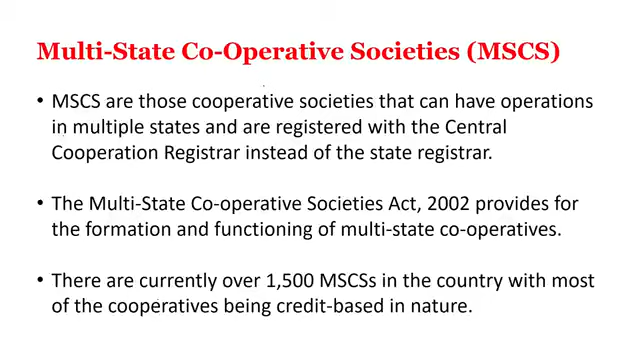 Multi-State Co-Operative Societies (MSCS)
• MSCS are those cooperative societies that can have operations
in multiple states and are registered with the Central
Cooperation Registrar instead of the state registrar.
• The Multi-State Co-operative Societies Act, 2002 provides for
the formation and functioning of multi-state co-operatives.
• There are currently over 1,500 MSCSs in the country with most
of the cooperatives being credit-based in nature.